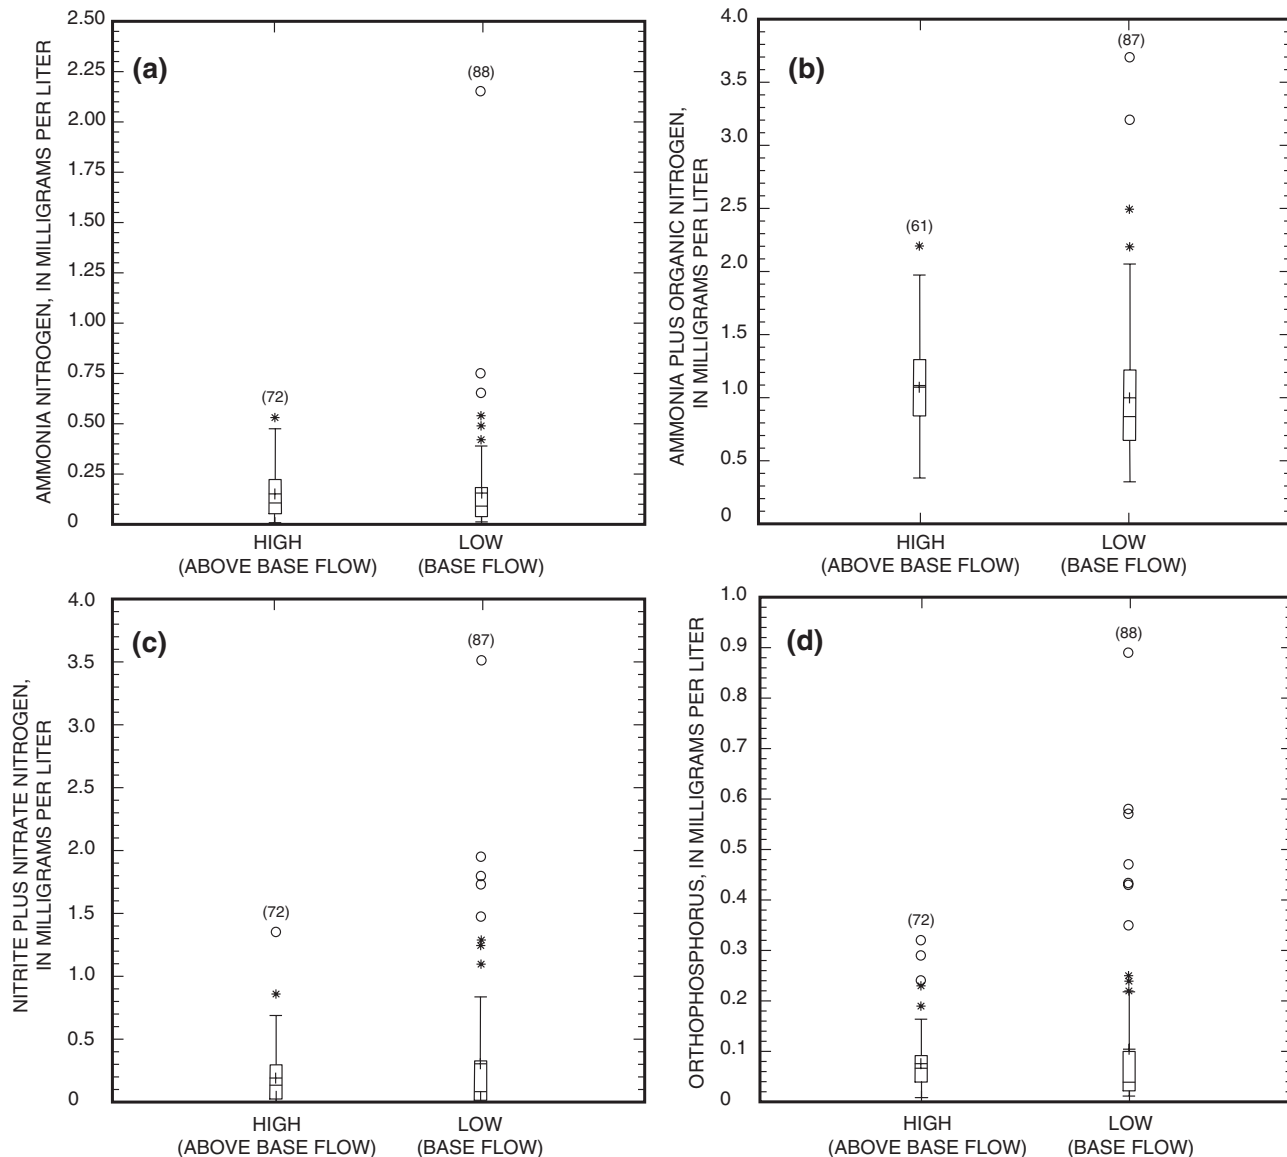 (a)
AMMONIA NITROGEN, IN MILLIGRAMS PER LITER
2.50
2.25
2.00
1.75
1.50
1.25
1.00
0.75
0.50
0.25
0
(72)
(88)
HIGH
(ABOVE BASE FLOW)
LOW
(BASE FLOW)
(b)
AMMONIA PLUS ORGANIC NITROGEN,
IN MILLIGRAMS PER LITER
4.0
3.5
3.0
2.5
2.0
1.5
1.0
0.5
0
(61)
(87)
HIGH
(ABOVE BASE FLOW)
LOW
(BASE FLOW)
(c)
NITRITE PLUS NITRATE NITROGEN,
IN MILLIGRAMS PER LITER
4.0
3.5
3.0
2.5
2.0
1.5
1.0
0.5
0
(72)
(87)
HIGH
(ABOVE BASE FLOW)
LOW
(BASE FLOW)
(d)
ORTHOPHOSPHORUS, IN MILLIGRAMS PER LITER
1.0
0.9
0.8
0.7
0.6
0.5
0.4
0.3
0.2
0.1
0
(72)
(88)
HIGH
(ABOVE BASE FLOW)
LOW
(BASE FLOW)